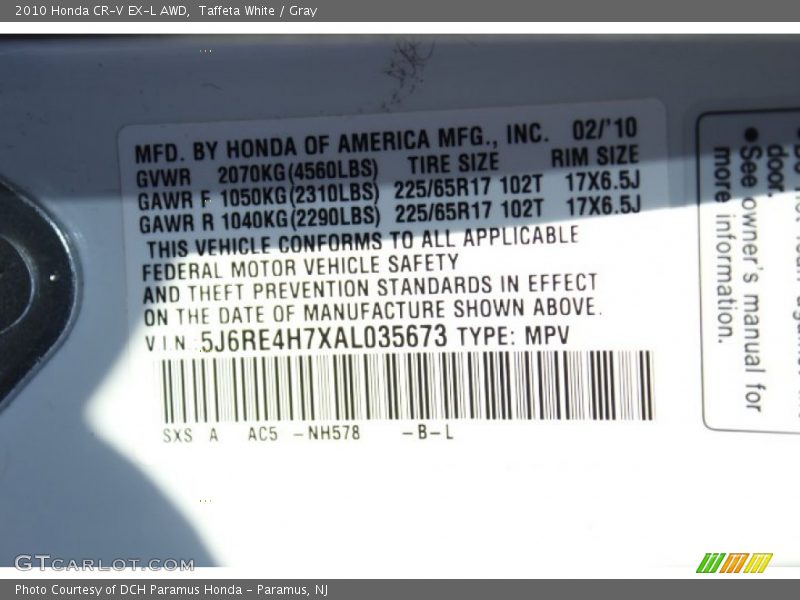 2010 Honda CR-V EX-L AWD,  Taffeta White / Gray
MFD. BY HONDA OF AMERICA MFG., INC.   02/'10
GVWR   2070KG(4560LBS)   TIRE SIZE   RIM SIZE
GAWR F 1050KG(2310LBS) 225/65R17 102T   17X6.5J
GAWR R 1040KG(2290LBS) 225/65R17 102T   17X6.5J
THIS VEHICLE CONFORMS TO ALL APPLICABLE
FEDERAL MOTOR VEHICLE SAFETY
AND THEFT PREVENTION STANDARDS IN EFFECT
ON THE DATE OF MANUFACTURE SHOWN ABOVE.
V I N :5J6RE4H7XAL035673 TYPE: MPV
SXS  A   AC5  -NH578   -B-L
door.
●See owner's manual for
more information.
GTCARLOT.COM
Photo Courtesy of DCH Paramus Honda - Paramus, NJ